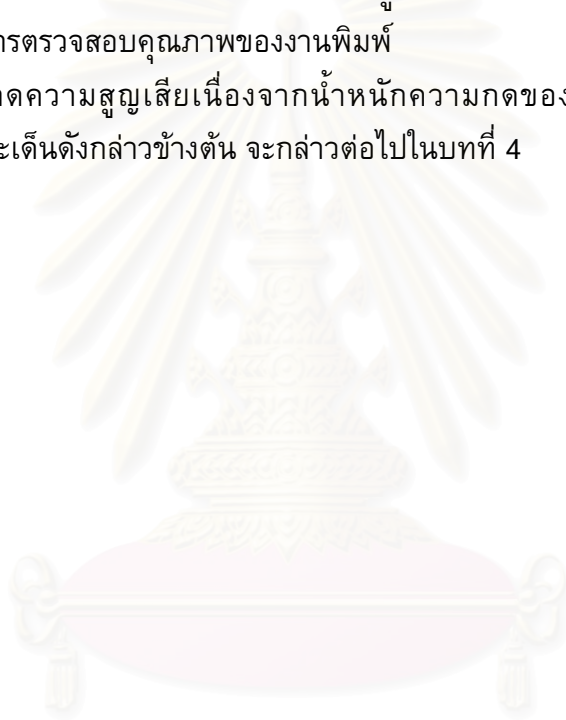 ารตรวจสอบคุณภาพของงานพิมพ์
ดความสูญเสียเนื่องจากน้ำหนักความกดของ
ะเด็นดังกล่าวข้างต้น จะกล่าวต่อไปในบทที่ 4